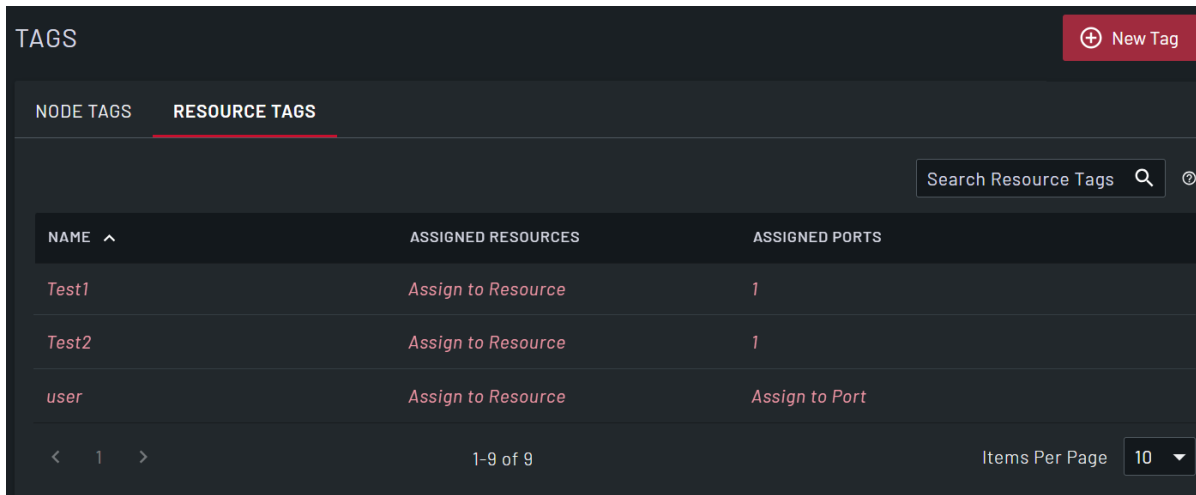 TAGS
New Tag
NODE TAGS RESOURCE TAGS
Search Resource Tags
NAME ASSIGNED RESOURCES ASSIGNED PORTS
Test1 Assign to Resource 1
Test2 Assign to Resource 1
user Assign to Resource Assign to Port
1 1-9 of 9 Items Per Page 10